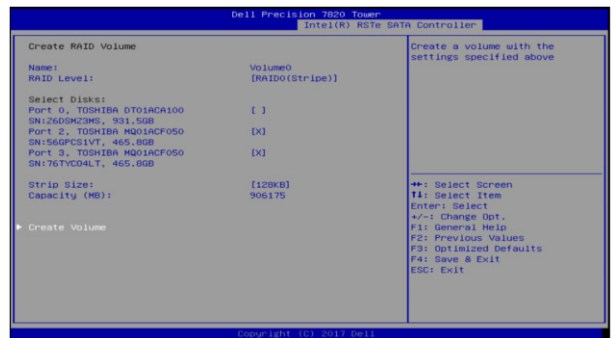 Dell Precision 7820 Tower
Intel(R) RSTe SATA Controller
Create RAID Volume
Create a volume with the
settings specified above
Name: Volume0
RAID Level: [RAID0(Stripe)]
Select Disks:
Port 0, TOSHIBA DT01ACA100 [ ]
SN:Z6DSMZ3MS, 931.5GB
Port 2, TOSHIBA MQ01ACF050 [X]
SN:566PCS1VT, 465.8GB
Port 3, TOSHIBA MQ01ACF050 [X]
SN:76TYCO4LT, 465.8GB
Strip Size: [128KB]
Capacity (MB): 906175
▶ Create Volume
→←: Select Screen
↑↓: Select Item
Enter: Select
+/-: Change Opt.
F1: General Help
F2: Previous Values
F3: Optimized Defaults
F4: Save & Exit
ESC: Exit
Copyright (C) 2017 Dell